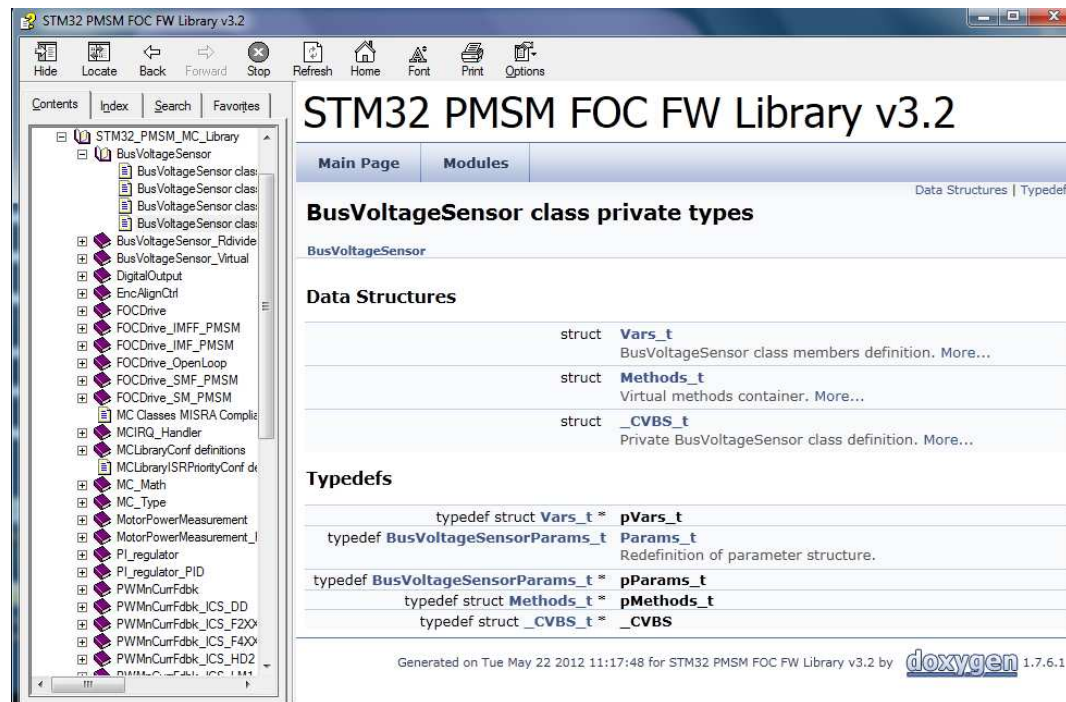 STM32 PMSM FOC FW Library v3.2
Hide Locate Back Forward Stop Refresh Home Font Print Options
Contents Index Search Favorites
STM32_PMSM_MC_Library
BusVoltageSensor
BusVoltageSensor clas
BusVoltageSensor clas
BusVoltageSensor clas
BusVoltageSensor clas
BusVoltageSensor_Rdivide
BusVoltageSensor_Virtual
DigitalOutput
EncAlignCtrl
FOCDrive
FOCDrive_IMFF_PMSM
FOCDrive_IMF_PMSM
FOCDrive_OpenLoop
FOCDrive_SMF_PMSM
FOCDrive_SM_PMSM
MC Classes MISRA Complia
MCIRQ_Handler
MCLibraryConf definitions
MCLibraryISRPriorityConf de
MC_Math
MC_Type
MotorPowerMeasurement
MotorPowerMeasurement_
PI_regulator
PI_regulator_PID
PWMnCurrFdbk
PWMnCurrFdbk_ICS_DD
PWMnCurrFdbk_ICS_F2XX
PWMnCurrFdbk_ICS_F4XX
PWMnCurrFdbk_ICS_HD2
STM32 PMSM FOC FW Library v3.2
Main Page Modules
Data Structures | Typedef
BusVoltageSensor class private types
BusVoltageSensor
Data Structures
struct Vars_t
BusVoltageSensor class members definition. More...
struct Methods_t
Virtual methods container. More...
struct _CVBS_t
Private BusVoltageSensor class definition. More...
Typedefs
typedef struct Vars_t * pVars_t
typedef BusVoltageSensorParams_t Params_t
Redefinition of parameter structure.
typedef BusVoltageSensorParams_t * pParams_t
typedef struct Methods_t * pMethods_t
typedef struct _CVBS_t * _CVBS
Generated on Tue May 22 2012 11:17:48 for STM32 PMSM FOC FW Library v3.2 by doxygen 1.7.6.1